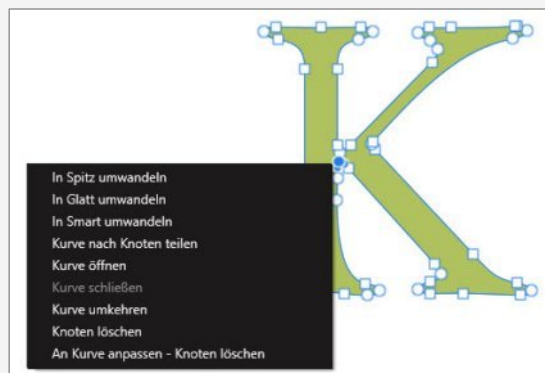 K
In Spitz umwandeln
In Glatt umwandeln
In Smart umwandeln
Kurve nach Knoten teilen
Kurve öffnen
Kurve schließen
Kurve umkehren
Knoten löschen
An Kurve anpassen - Knoten löschen